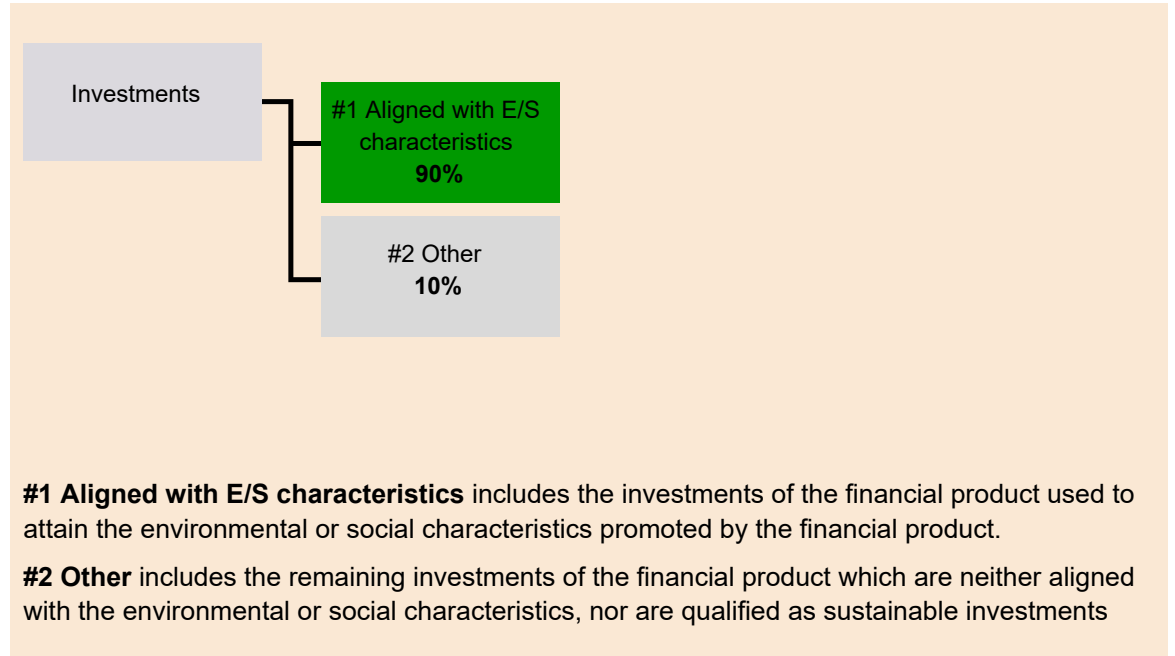 Investments
#1 Aligned with E/S
characteristics
90%
#2 Other
10%
#1 Aligned with E/S characteristics includes the investments of the financial product used to
attain the environmental or social characteristics promoted by the financial product.
#2 Other includes the remaining investments of the financial product which are neither aligned
with the environmental or social characteristics, nor are qualified as sustainable investments